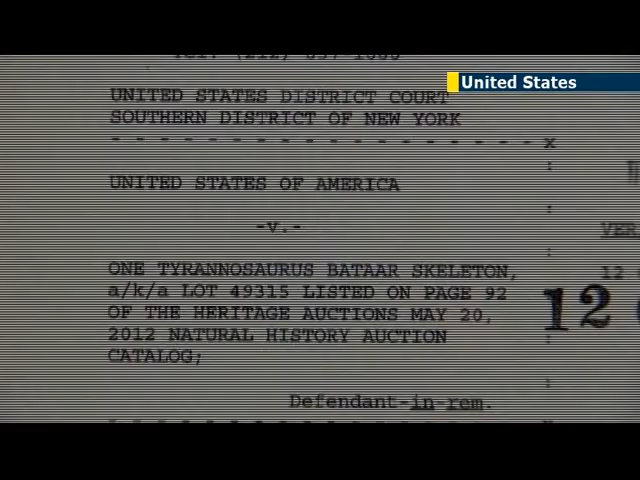 United States
UNITED STATES DISTRICT COURT
SOUTHERN DISTRICT OF NEW YORK
- - - - - - - - - - - - - - - - - x
UNITED STATES OF AMERICA
-v.-
ONE TYRANNOSAURUS BATAAR SKELETON,
a/k/a LOT 49315 LISTED ON PAGE 92
OF THE HERITAGE AUCTIONS MAY 20,
2012 NATURAL HISTORY AUCTION
CATALOG;
Defendant-in-rem.
VER
12
12